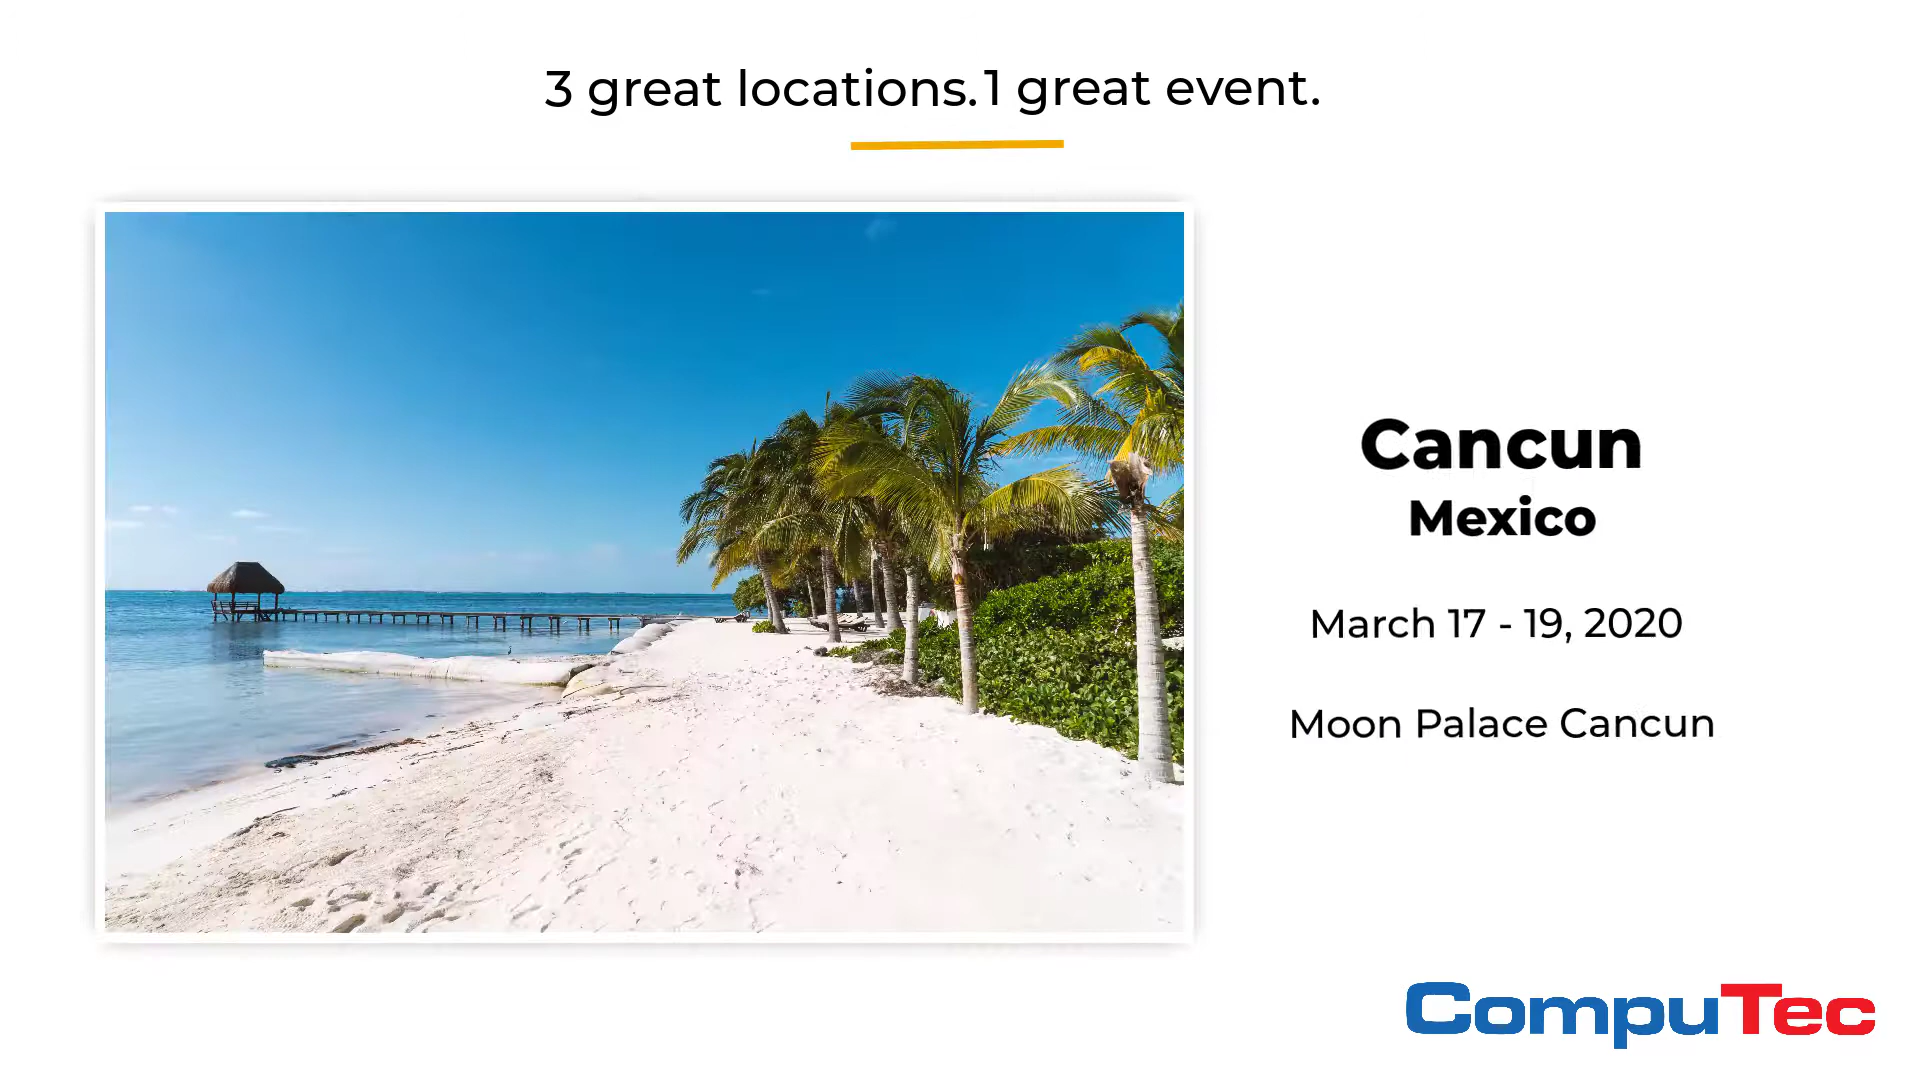 3 great locations. 1 great event.
Cancun
Mexico
March 17 - 19, 2020
Moon Palace Cancun
CompuTec